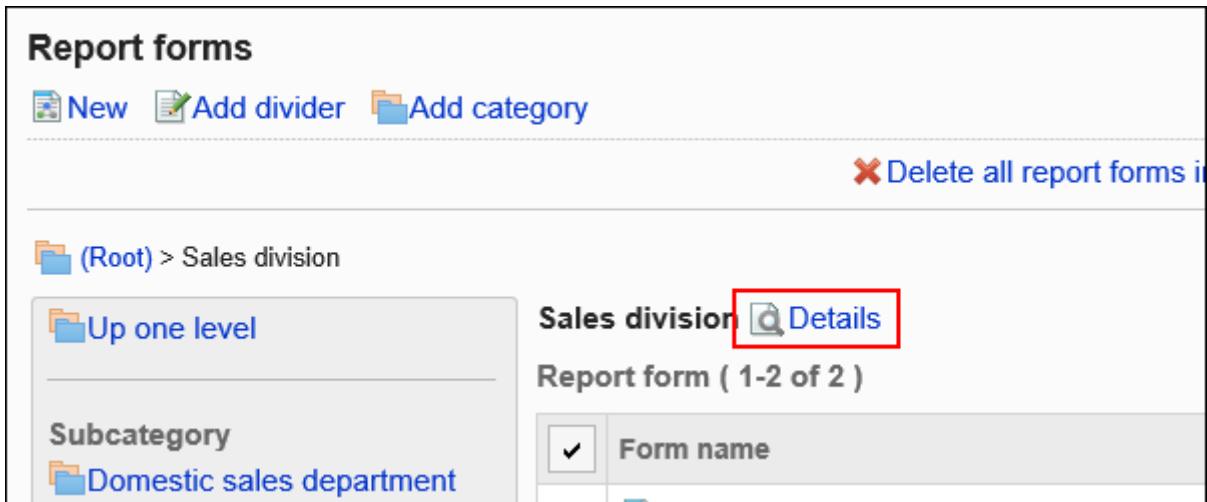 Report forms
New Add divider Add category
Delete all report forms i
(Root) > Sales division
Up one level
Subcategory
Domestic sales department
Sales division Details
Report form ( 1-2 of 2 )
Form name